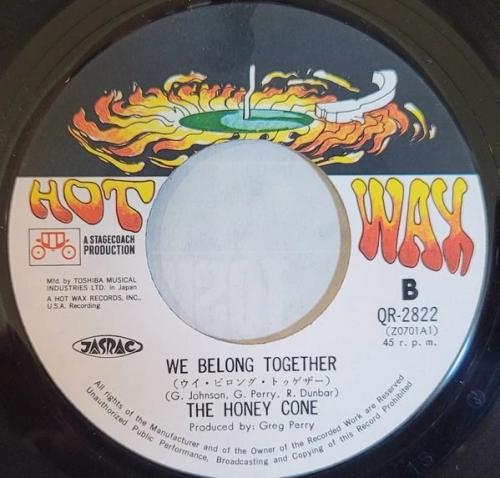 HOT WAX
A STAGECOACH
PRODUCTION
Mfd. by TOSHIBA MUSICAL
INDUSTRIES LTD. in Japan
A HOT WAX RECORDS, INC.,
U.S.A. Recording
B
QR-2822
(Z0701A1)
45 r.p.m.
JASRAC
WE BELONG TOGETHER
(ウイ・ビロング・トゥゲザー)
(G. Johnson, G. Perry, R. Dunbar)
THE HONEY CONE
Produced by: Greg Perry
All rights of the Manufacturer and of the Owner of the Recorded Work are Reserved
Unauthorized Public Performance, Broadcasting and Copying of this Record Prohibited